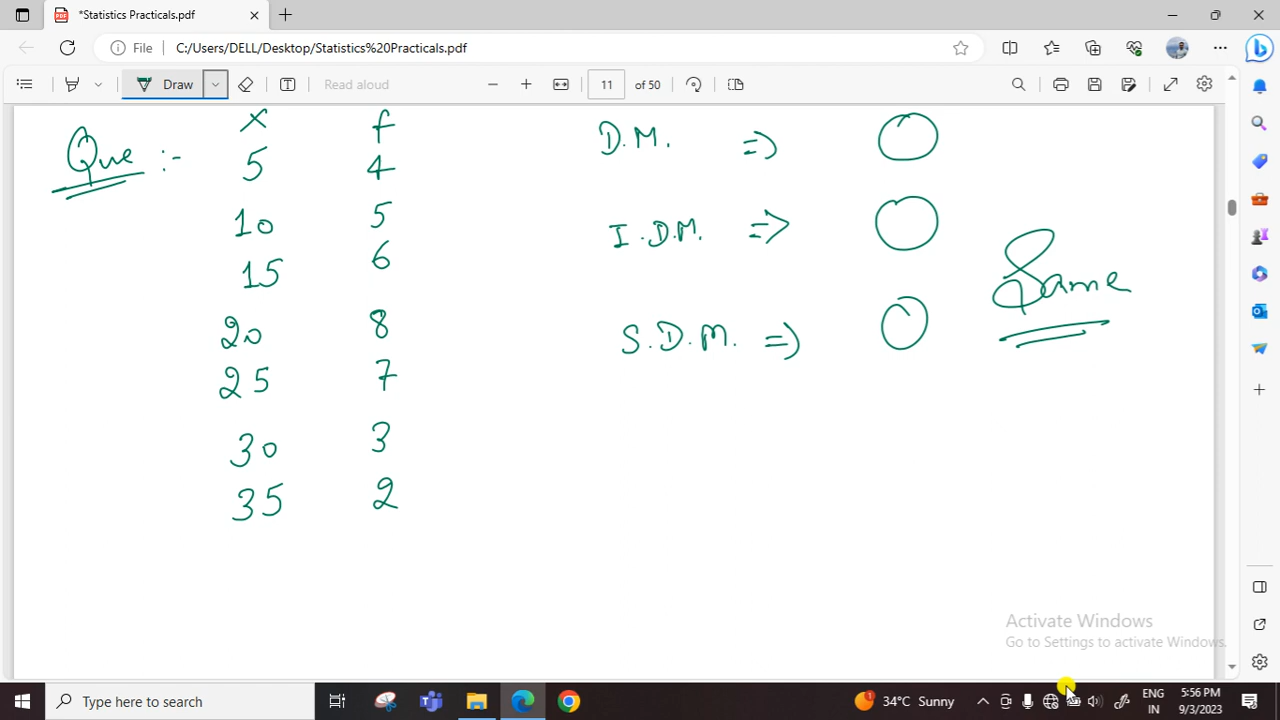 *Statistics Practicals.pdf
File C:/Users/DELL/Desktop/Statistics%20Practicals.pdf
Draw Read aloud 11 of 50
X f
Que :- 5 4
10 5
15 6
20 8
25 7
30 3
35 2
D.M. =>
I.D.M. =>
S.D.M. =>
Same
Activate Windows
Go to Settings to activate Windows.
Type here to search
1 34°C Sunny
ENG
IN
5:56 PM
9/3/2023